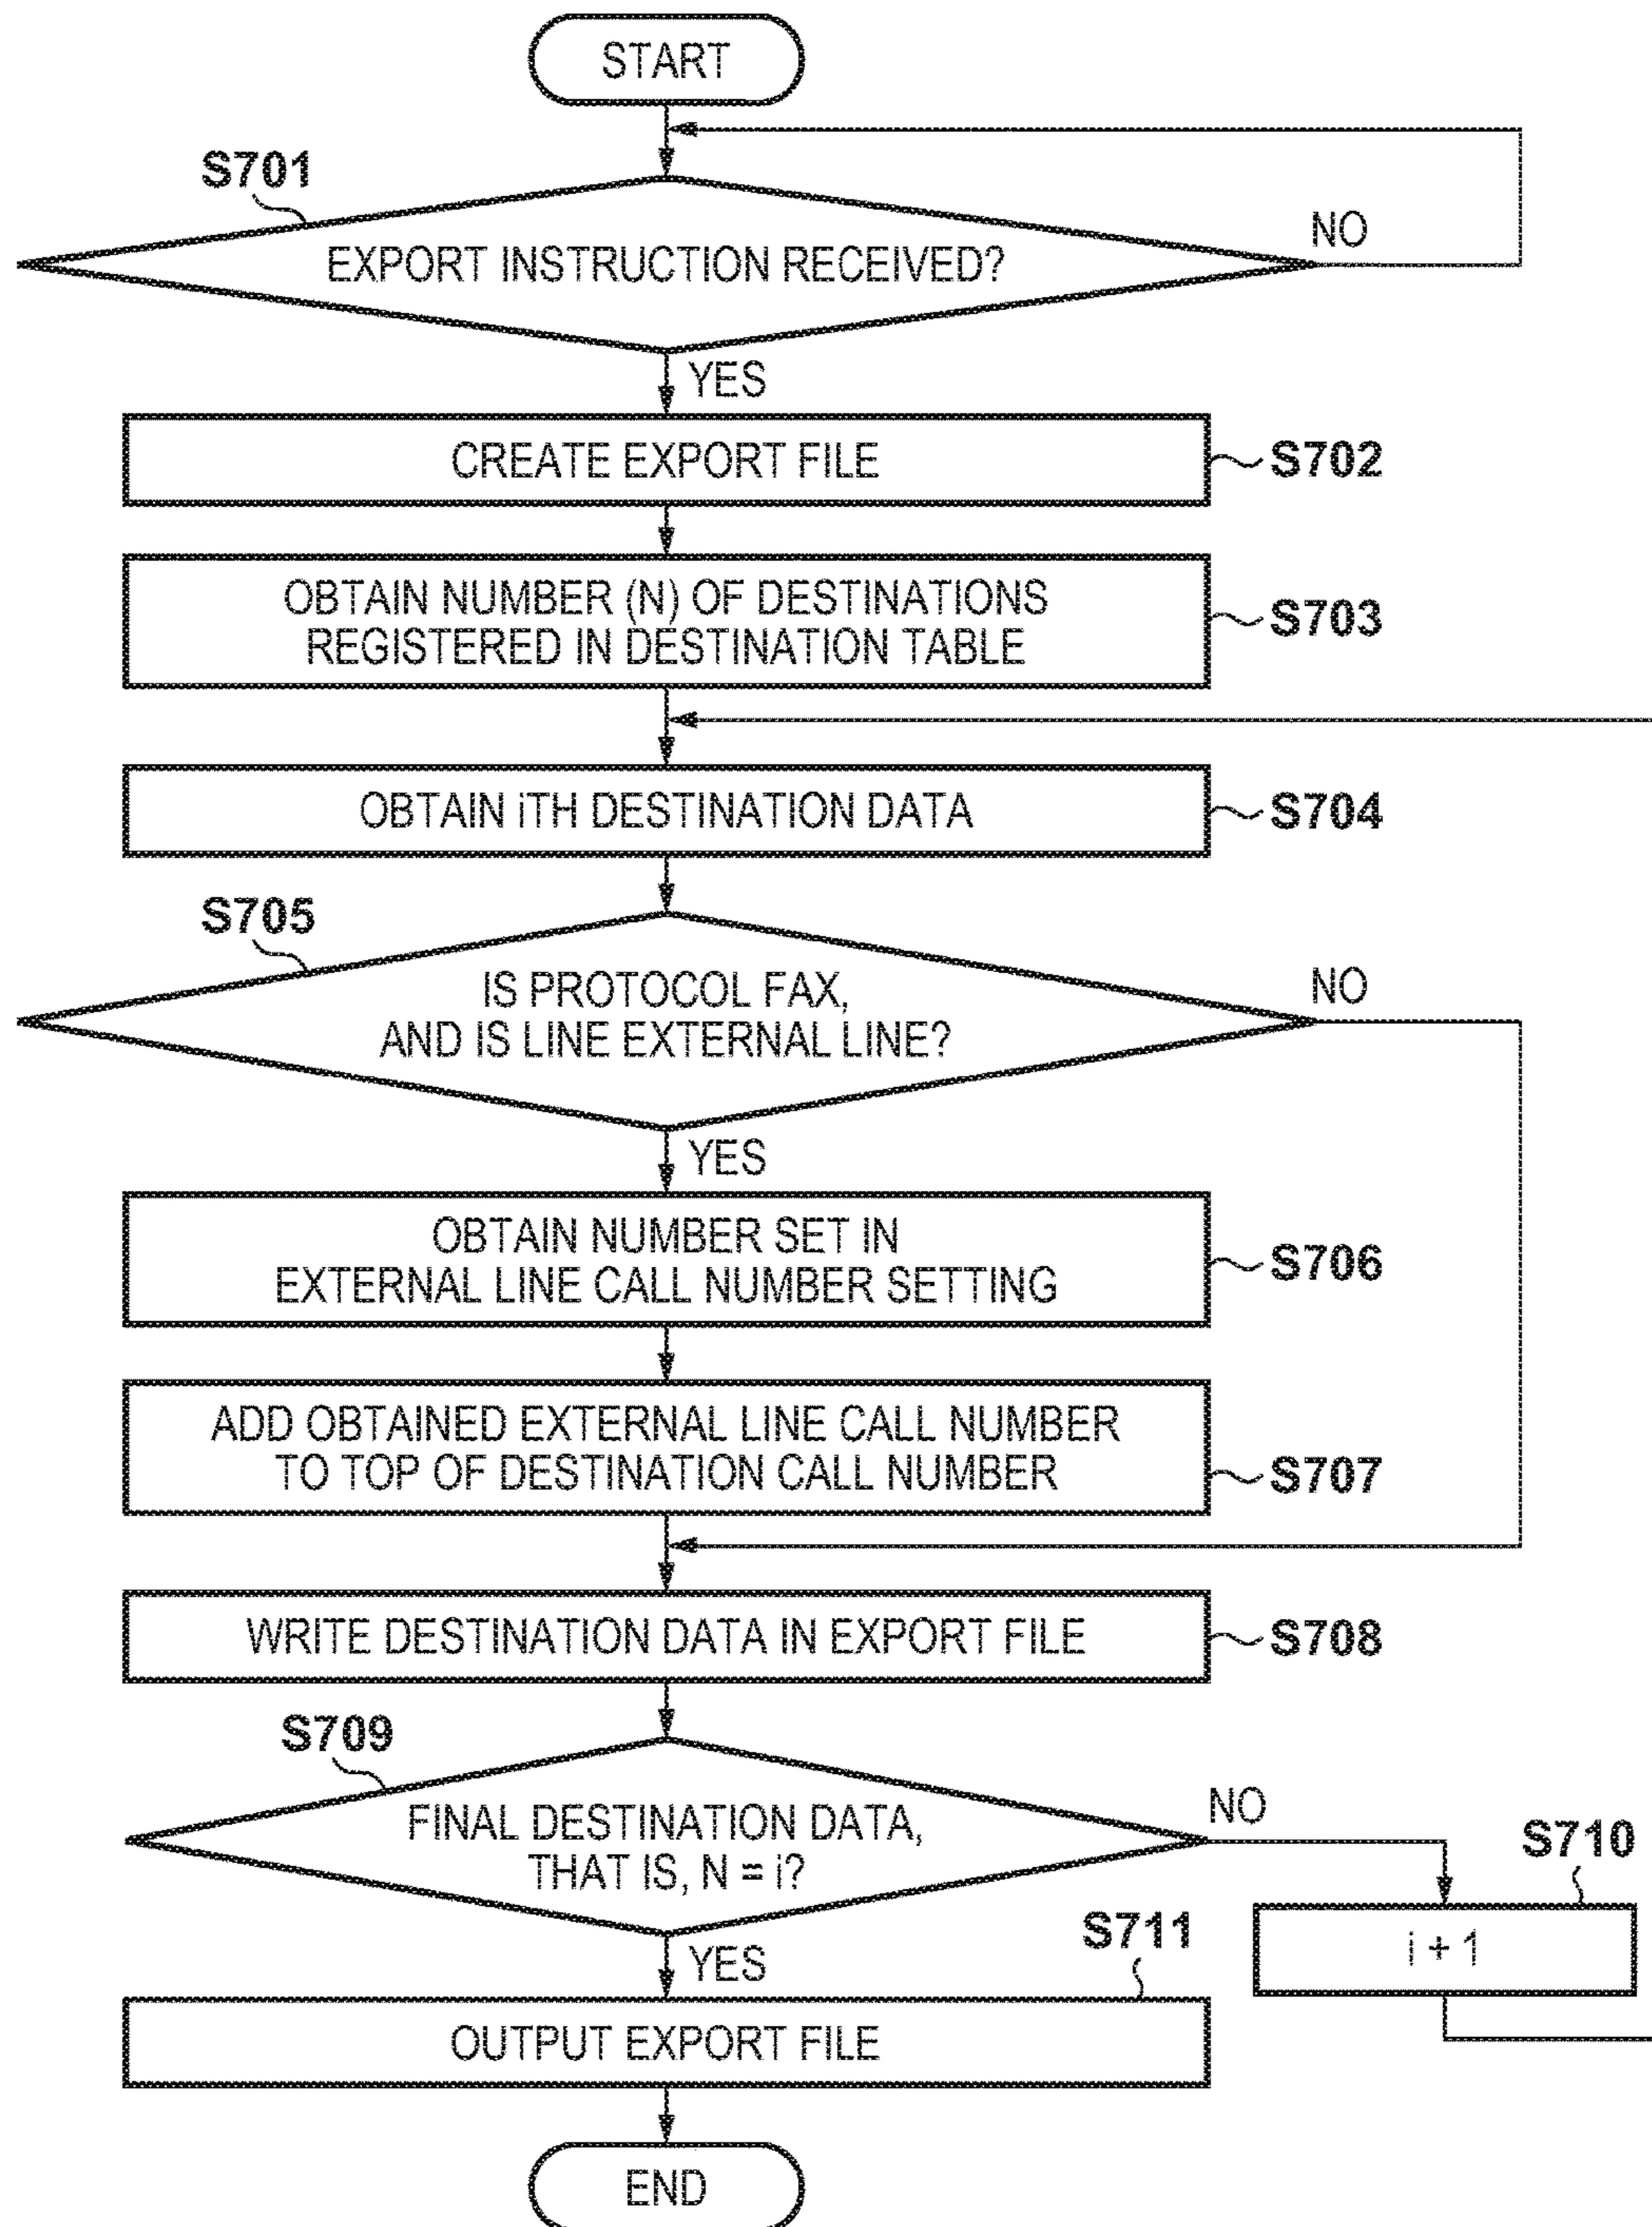 START
S701
EXPORT INSTRUCTION RECEIVED?
NO
YES
CREATE EXPORT FILE
S702
OBTAIN NUMBER (N) OF DESTINATIONS
REGISTERED IN DESTINATION TABLE
S703
OBTAIN iTH DESTINATION DATA
S704
S705
IS PROTOCOL FAX,
AND IS LINE EXTERNAL LINE?
NO
YES
OBTAIN NUMBER SET IN
EXTERNAL LINE CALL NUMBER SETTING
S706
ADD OBTAINED EXTERNAL LINE CALL NUMBER
TO TOP OF DESTINATION CALL NUMBER
S707
WRITE DESTINATION DATA IN EXPORT FILE
S708
S709
FINAL DESTINATION DATA,
THAT IS, N = i?
NO
S710
i + 1
YES
S711
OUTPUT EXPORT FILE
END